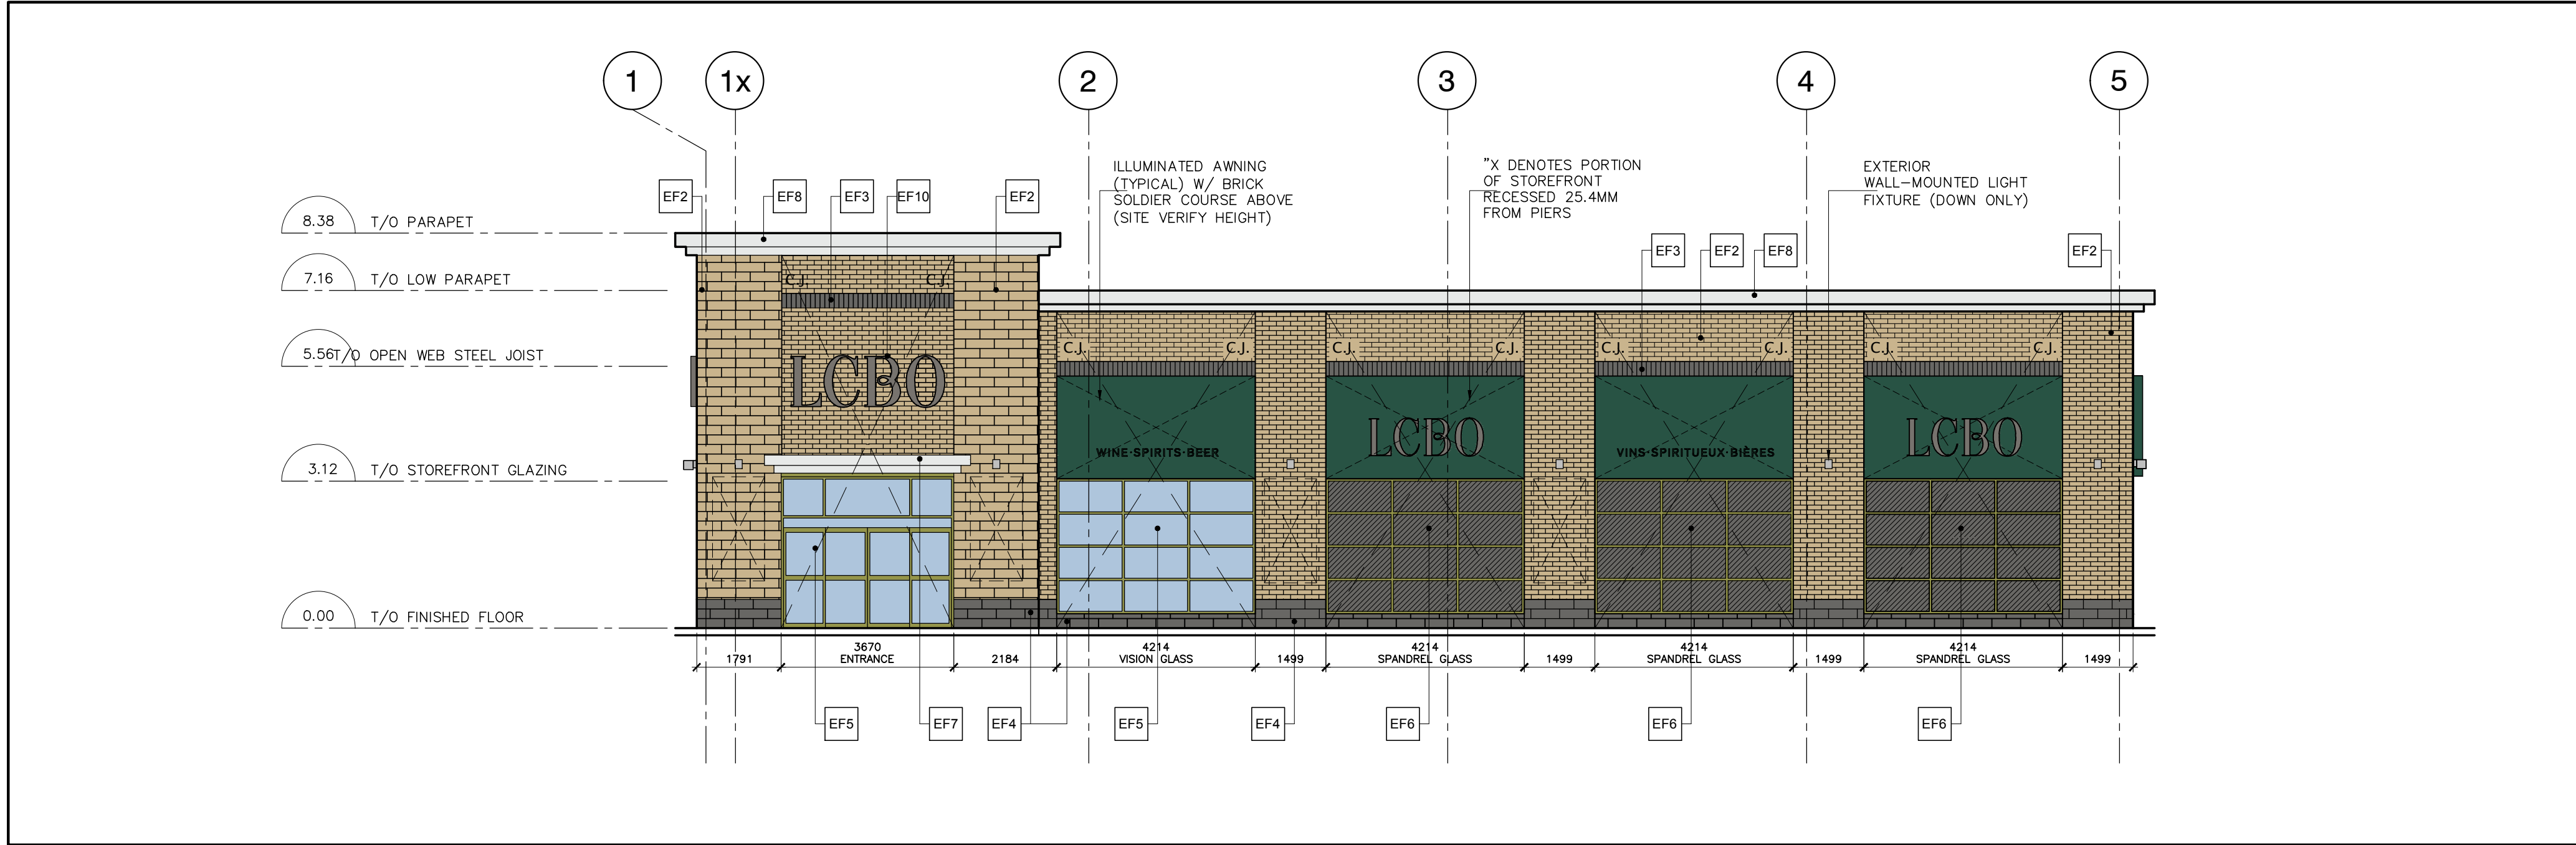 1
1x
2
3
4
5
ILLUMINATED AWNING
(TYPICAL) W/ BRICK
SOLDIER COURSE ABOVE
(SITE VERIFY HEIGHT)
"X DENOTES PORTION
OF STOREFRONT
RECESSED 25.4MM
FROM PIERS
EXTERIOR
WALL-MOUNTED LIGHT
FIXTURE (DOWN ONLY)
EF2
EF8
EF3
EF10
EF2
8.38 T/O PARAPET
EF3
EF2
EF8
EF2
7.16 T/O LOW PARAPET
C.J.
C.J.
5.56 T/O OPEN WEB STEEL JOIST
C.J.
C.J.
C.J.
C.J.
C.J.
C.J.
C.J.
C.J.
LCBO
WINE·SPIRITS·BEER
LCBO
VINS·SPIRITUEUX·BIÈRES
LCBO
3.12 T/O STOREFRONT GLAZING
0.00 T/O FINISHED FLOOR
1791
3670
ENTRANCE
2184
4214
VISION GLASS
1499
4214
SPANDREL GLASS
1499
4214
SPANDREL GLASS
1499
4214
SPANDREL GLASS
1499
EF5
EF7
EF4
EF5
EF4
EF6
EF6
EF6